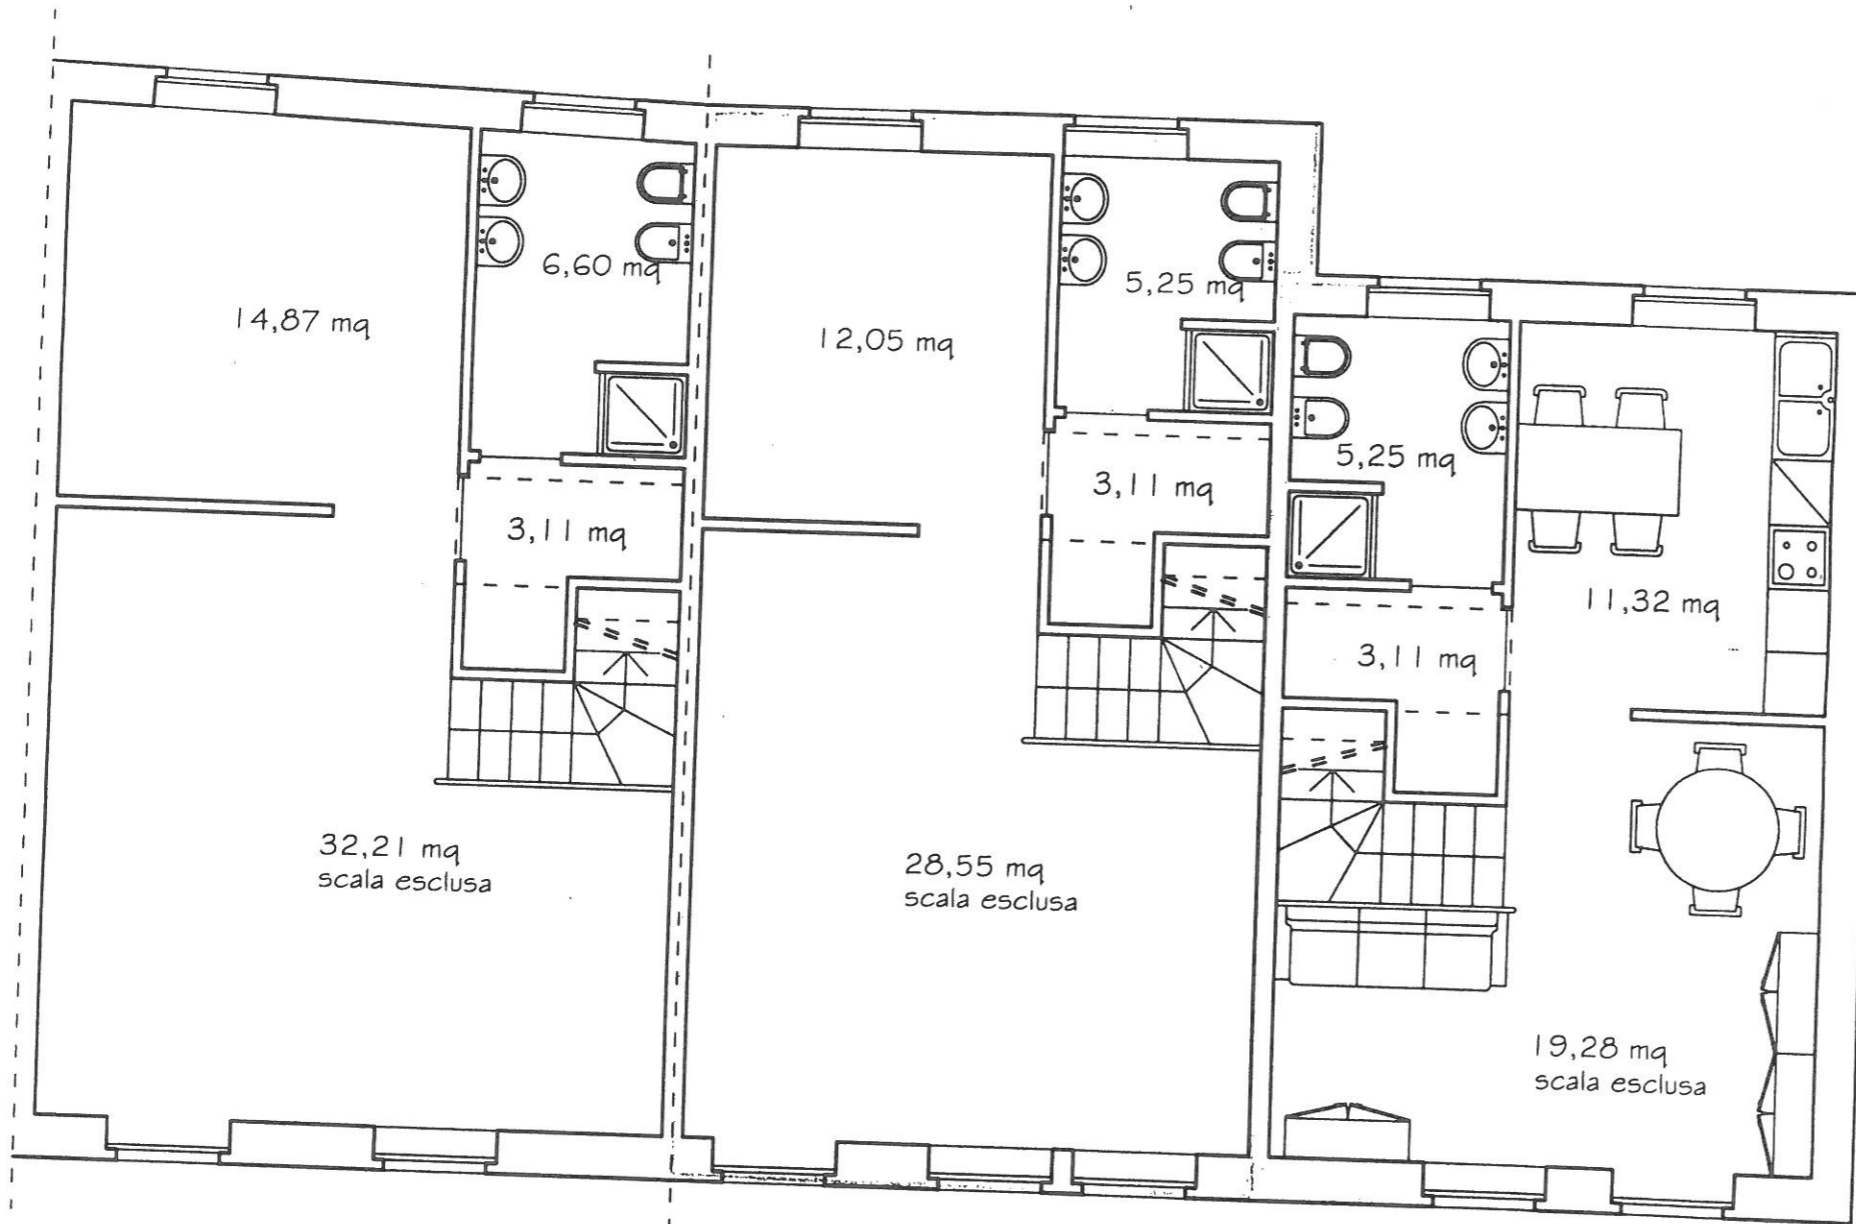 14,87 mq
6,60 mq
3,11 mq
32,21 mq
scala esclusa
12,05 mq
5,25 mq
3,11 mq
28,55 mq
scala esclusa
5,25 mq
11,32 mq
3,11 mq
19,28 mq
scala esclusa